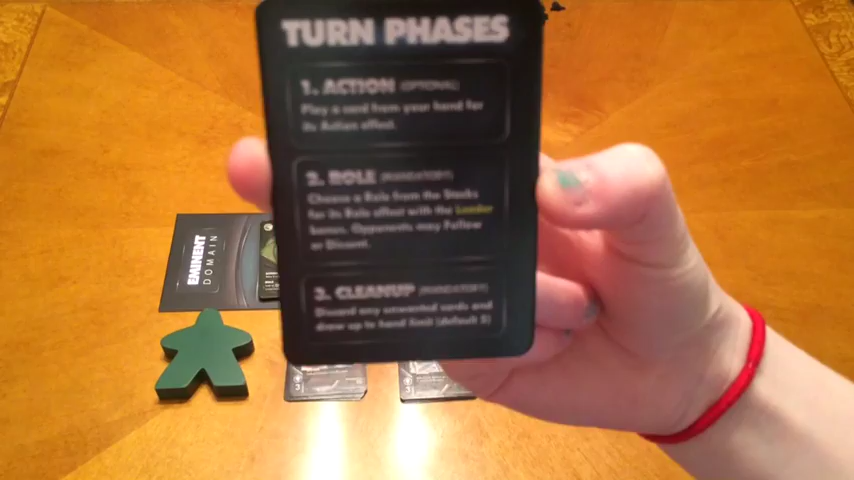 TURN PHASES
1. ACTION (OPTIONAL)
Play a card from your hand for
its Action effect.
2. ROLE (MANDATORY)
Choose a Role from the Stacks
for its Role effect with the Leader
bonus. Opponents may Follow
or Dissent.
3. CLEANUP (MANDATORY)
Discard any unwanted cards and
draw up to hand limit (default 5)
EMINENT
DOMAIN
3
3